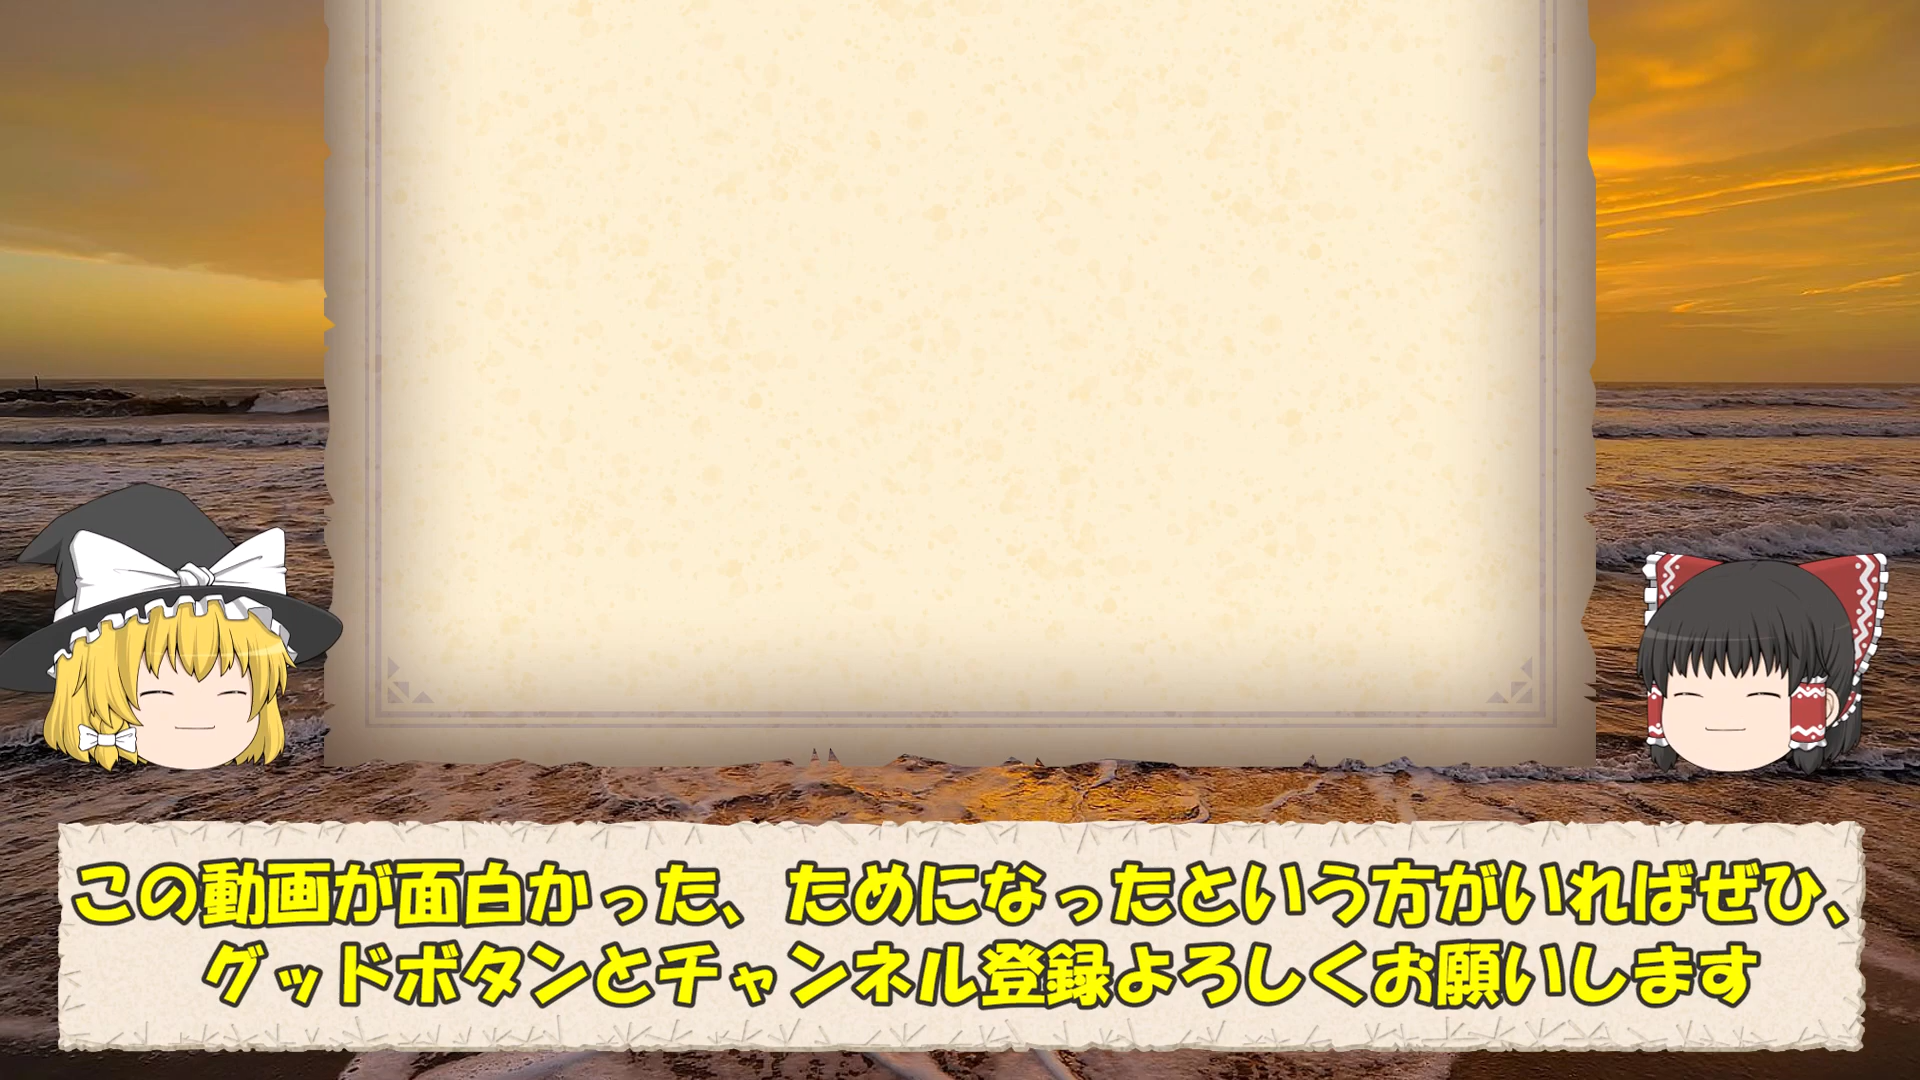 この動画が面白かった、ためになったという方がいればぜひ、
グッドボタンとチャンネル登録よろしくお願いします